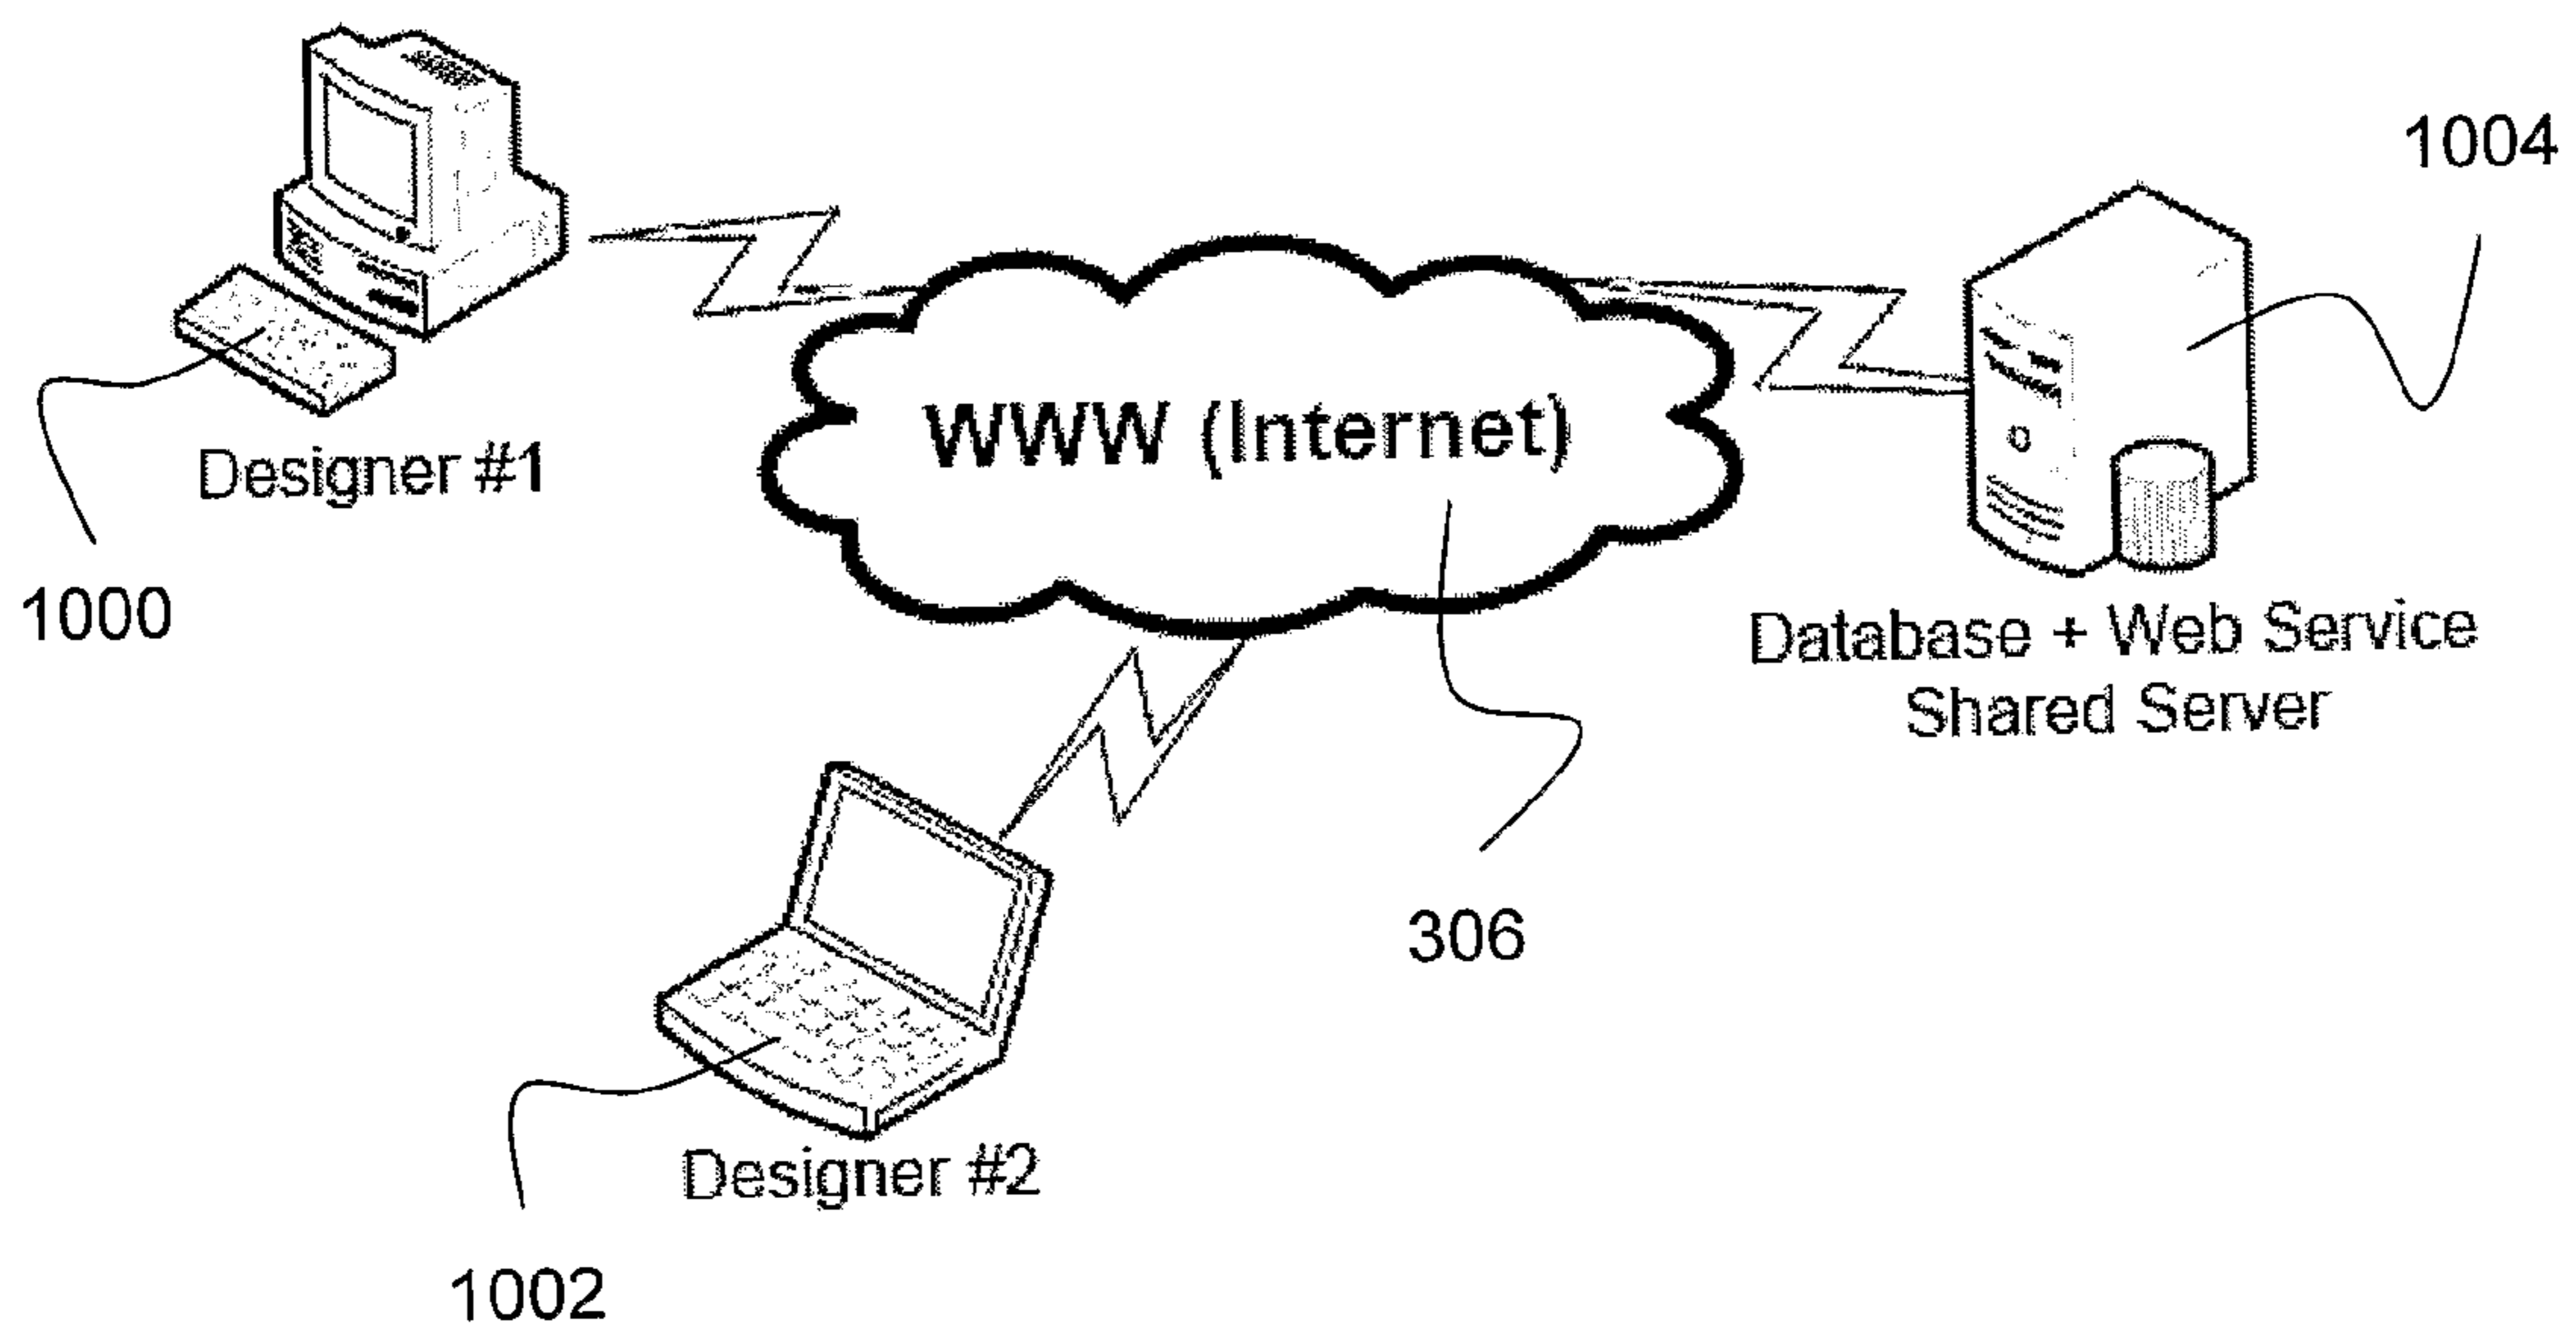 1004
WWW (Internet)
Designer #1
1000
Database + Web Service
Shared Server
306
Designer #2
1002